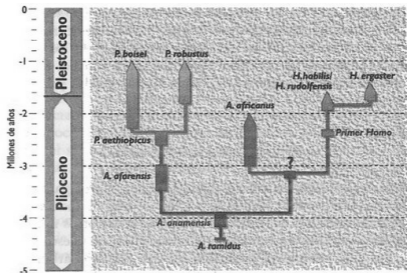 Millones de años
0
-1
-2
-3
-4
-5
Pleistoceno
Plioceno
P. boisei
P. robustus
H. habilis/
H. rudolfensis
H. ergaster
A. africanus
Primer Homo
P. aethiopicus
?
A. afarensis
A. anamensis
A. ramidus